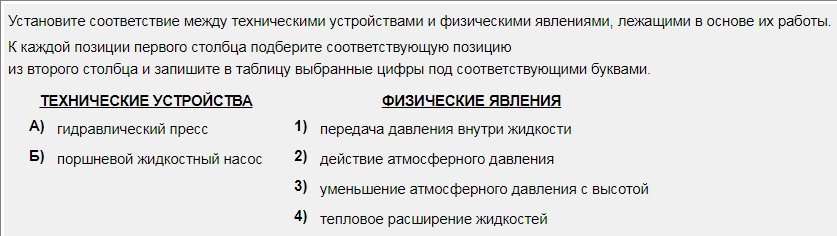 Установите соответствие между техническими устройствами и физическими явлениями, лежащими в основе их работы.
К каждой позиции первого столбца подберите соответствующую позицию
из второго столбца и запишите в таблицу выбранные цифры под соответствующими буквами.
ТЕХНИЧЕСКИЕ УСТРОЙСТВА ФИЗИЧЕСКИЕ ЯВЛЕНИЯ
А) гидравлический пресс 1) передача давления внутри жидкости
Б) поршневой жидкостный насос 2) действие атмосферного давления
3) уменьшение атмосферного давления с высотой
4) тепловое расширение жидкостей